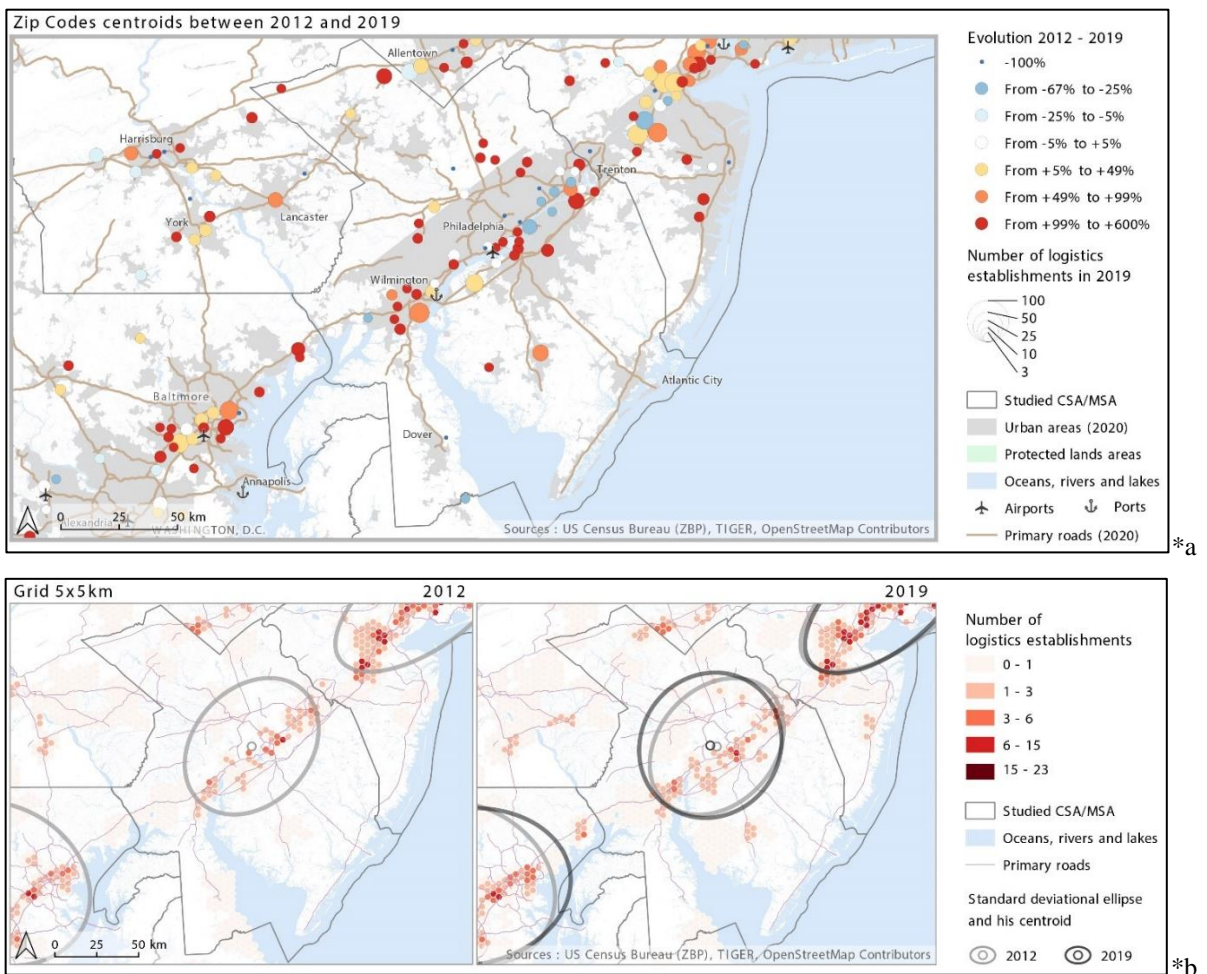 Zip Codes centroids between 2012 and 2019
Allentown
Harrisburg
Trenton
York
Lancaster
Philadelphia
Wilmington
Atlantic City
Baltimore
Dover
Annapolis
Alexandria
WASHINGTON, D.C.
0 25 50 km
Sources : US Census Bureau (ZBP), TIGER, OpenStreetMap Contributors
Evolution 2012 - 2019
-100%
From -67% to -25%
From -25% to -5%
From -5% to +5%
From +5% to +49%
From +49% to +99%
From +99% to +600%
Number of logistics
establishments in 2019
100
50
25
10
3
Studied CSA/MSA
Urban areas (2020)
Protected lands areas
Oceans, rivers and lakes
Airports Ports
Primary roads (2020)
*a
Grid 5x5km 2012 2019
0 25 50 km
Sources : US Census Bureau (ZBP), TIGER, OpenStreetMap Contributors
Number of
logistics establishments
0 - 1
1 - 3
3 - 6
6 - 15
15 - 23
Studied CSA/MSA
Oceans, rivers and lakes
Primary roads
Standard deviational ellipse
and his centroid
2012 2019
*b